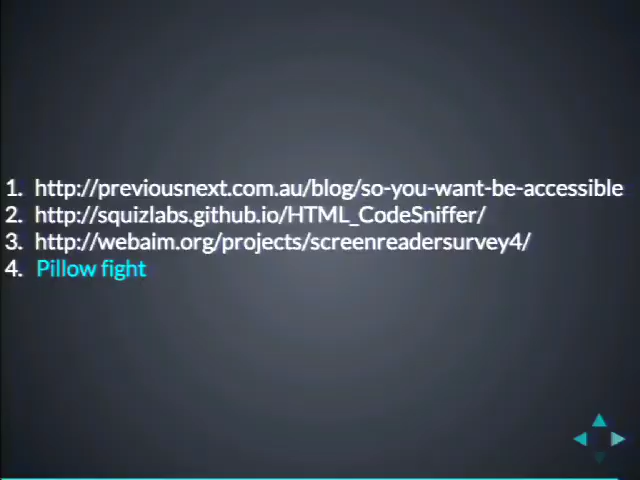 1. http://previousnext.com.au/blog/so-you-want-be-accessible
2. http://squizlabs.github.io/HTML_CodeSniffer/
3. http://webaim.org/projects/screenreadersurvey4/
4. Pillow fight